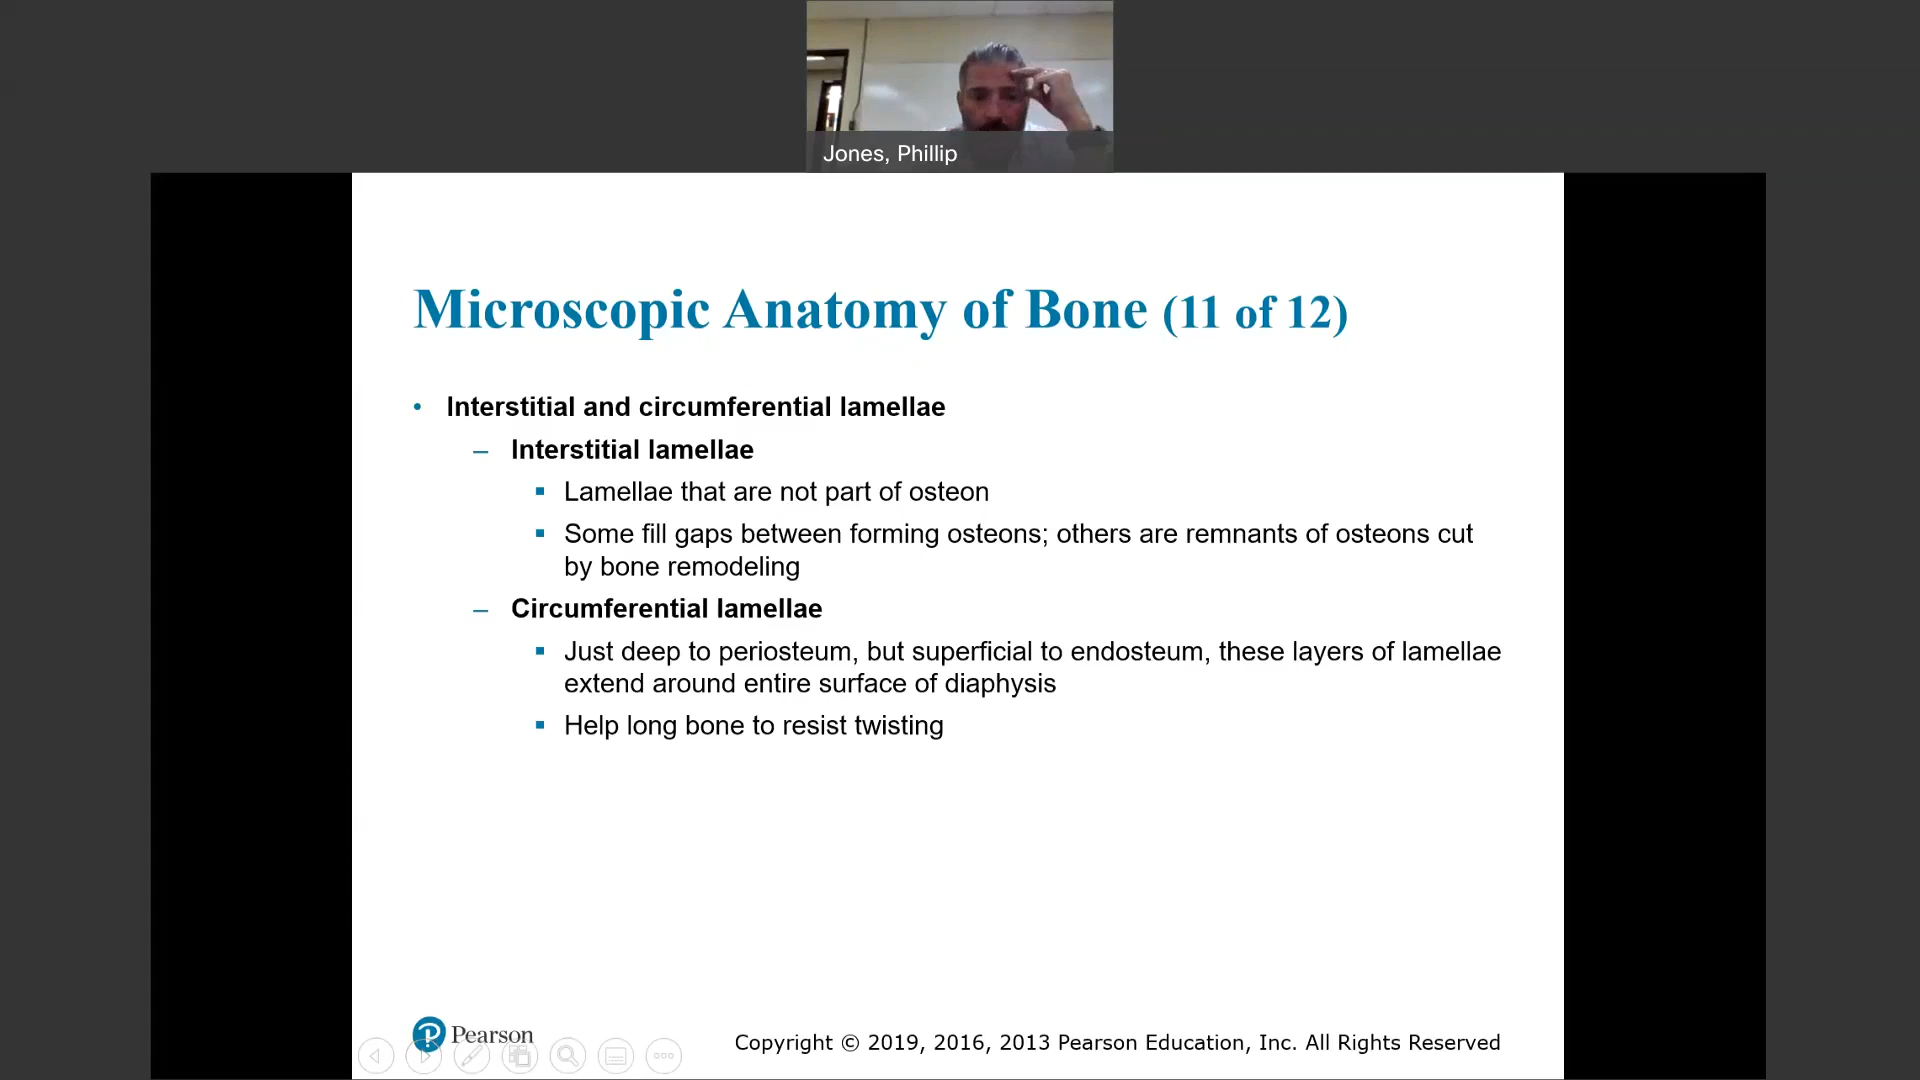 Jones, Phillip
Microscopic Anatomy of Bone (11 of 12)
• Interstitial and circumferential lamellae
– Interstitial lamellae
▪ Lamellae that are not part of osteon
▪ Some fill gaps between forming osteons; others are remnants of osteons cut
by bone remodeling
– Circumferential lamellae
▪ Just deep to periosteum, but superficial to endosteum, these layers of lamellae
extend around entire surface of diaphysis
▪ Help long bone to resist twisting
Pearson
Copyright © 2019, 2016, 2013 Pearson Education, Inc. All Rights Reserved